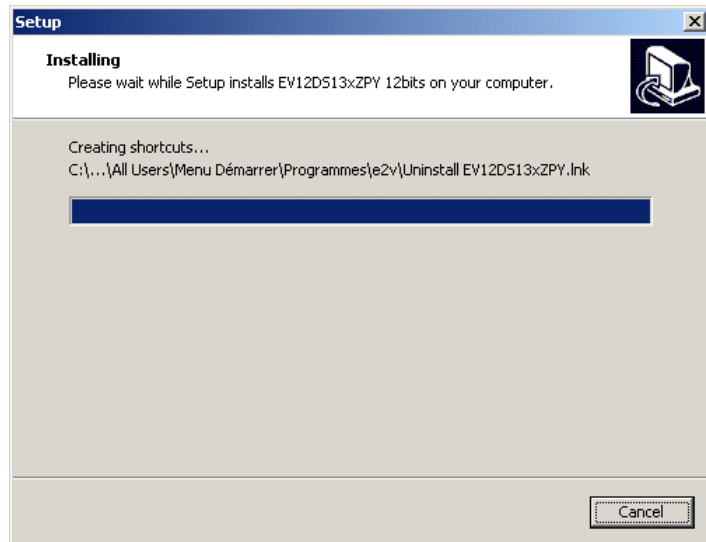 Setup
Installing
Please wait while Setup installs EV12DS13xZPY 12bits on your computer.
Creating shortcuts...
C:\...\All Users\Menu Démarrer\Programmes\e2v\Uninstall EV12DS13xZPY.lnk
Cancel